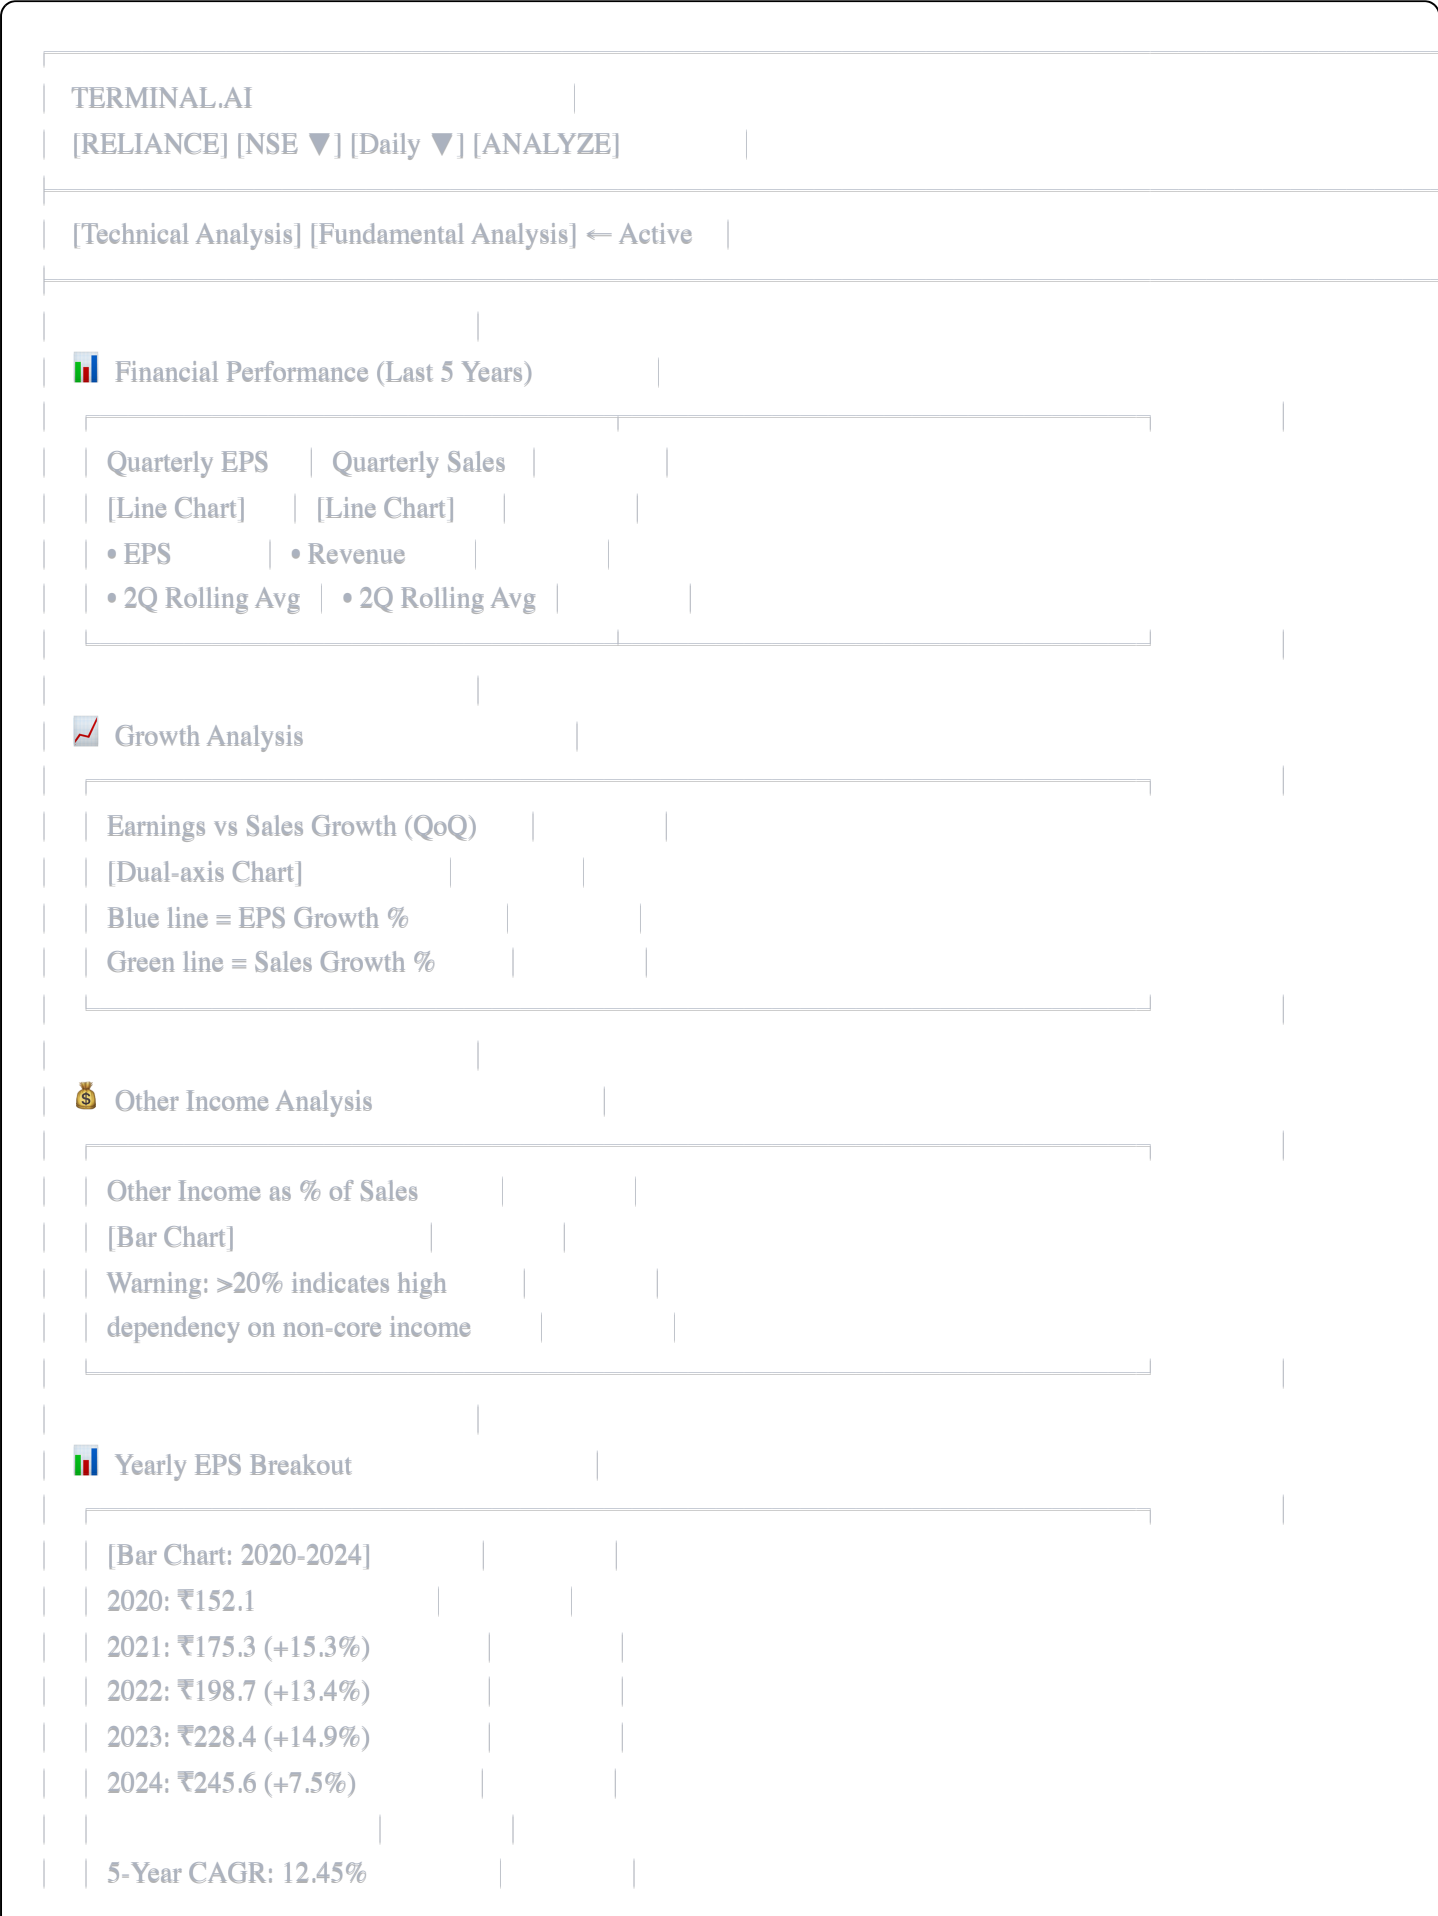 TERMINAL.AI
[RELIANCE] [NSE ▼] [Daily ▼] [ANALYZE]
[Technical Analysis] [Fundamental Analysis] ← Active
📊 Financial Performance (Last 5 Years)
Quarterly EPS │ Quarterly Sales
[Line Chart] │ [Line Chart]
• EPS │ • Revenue
• 2Q Rolling Avg │ • 2Q Rolling Avg
📈 Growth Analysis
Earnings vs Sales Growth (QoQ)
[Dual-axis Chart]
Blue line = EPS Growth %
Green line = Sales Growth %
💰 Other Income Analysis
Other Income as % of Sales
[Bar Chart]
Warning: >20% indicates high
dependency on non-core income
📊 Yearly EPS Breakout
[Bar Chart: 2020-2024]
2020: ₹152.1
2021: ₹175.3 (+15.3%)
2022: ₹198.7 (+13.4%)
2023: ₹228.4 (+14.9%)
2024: ₹245.6 (+7.5%)
5-Year CAGR: 12.45%